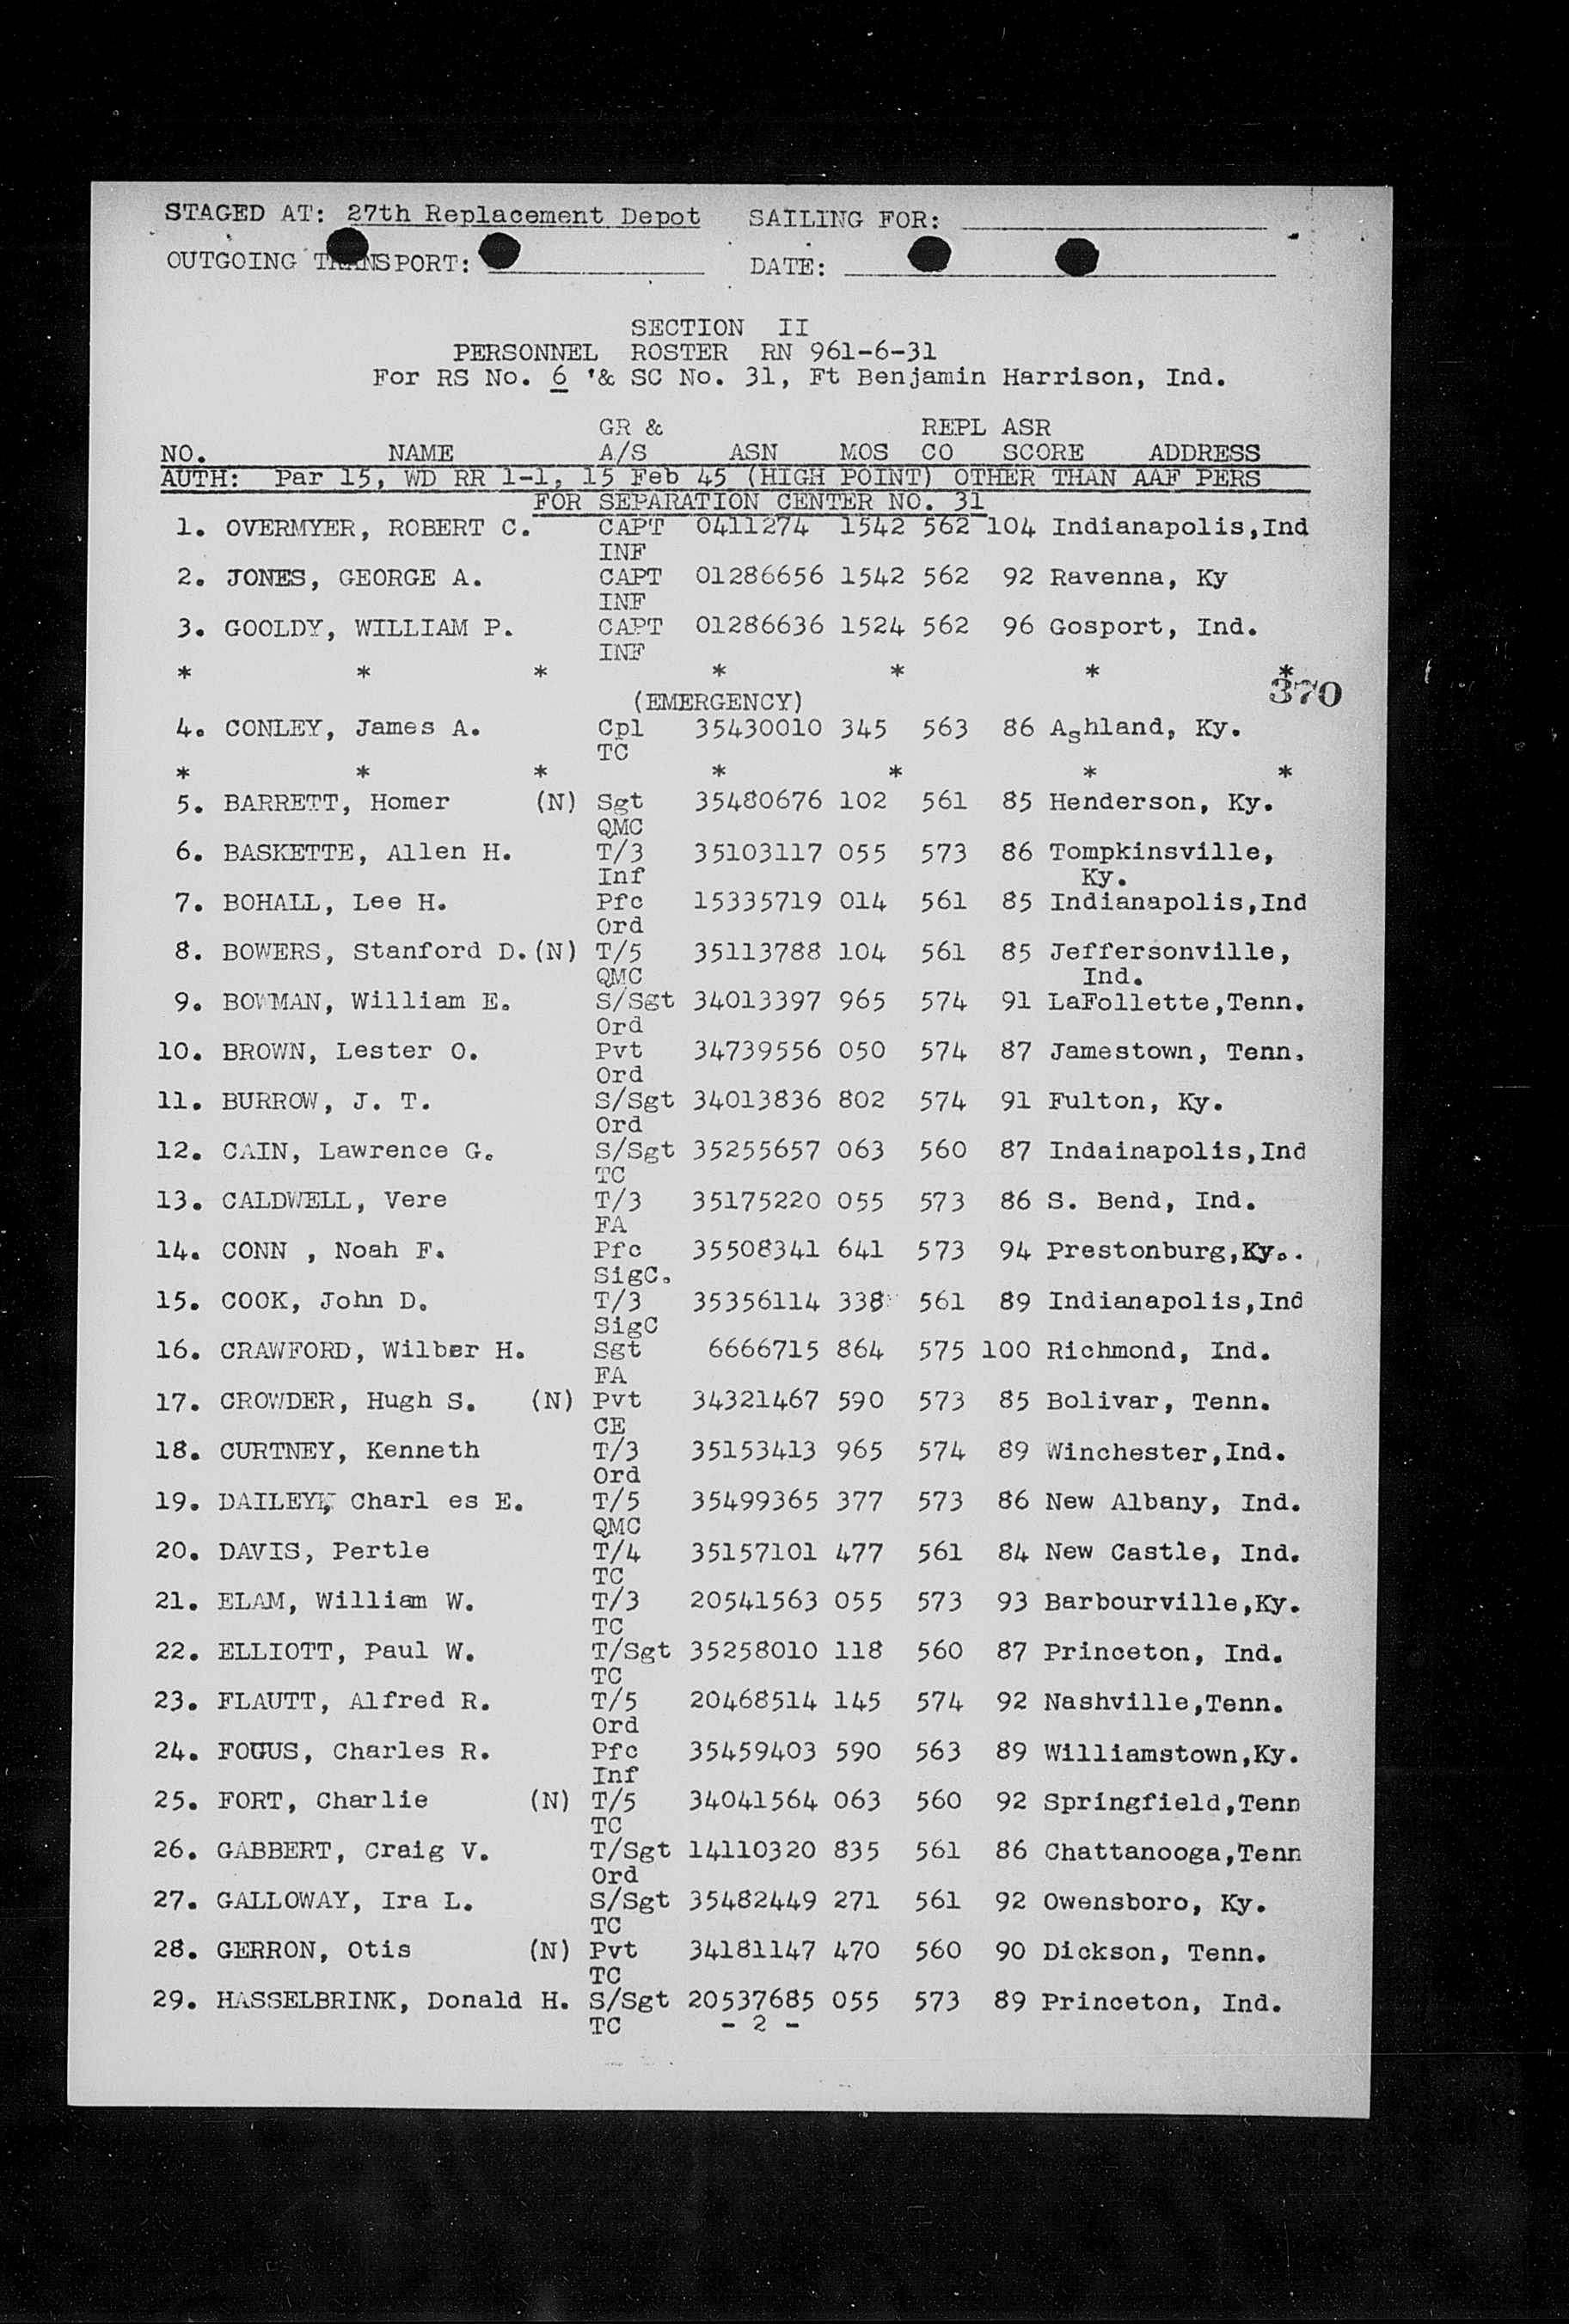 STAGED AT: 27th Replacement Depot SAILING FOR:
OUTGOING TRANSPORT: DATE:
SECTION II
PERSONNEL ROSTER RN 961-6-31
For RS No. 6 '& SC No. 31, Ft Benjamin Harrison, Ind.
GR & REPL ASR
NO. NAME A/S ASN MOS CO SCORE ADDRESS
AUTH: Par 15, WD RR 1-1, 15 Feb 45 (HIGH POINT) OTHER THAN AAF PERS
FOR SEPARATION CENTER NO. 31
1. OVERMYER, ROBERT C. CAPT 0411274 1542 562 104 Indianapolis,Ind
INF
2. JONES, GEORGE A. CAPT 01286656 1542 562 92 Ravenna, Ky
INF
3. GOOLDY, WILLIAM P. CAPT 01286636 1524 562 96 Gosport, Ind.
INF
* * * * * * *
370
(EMERGENCY)
4. CONLEY, James A. Cpl 35430010 345 563 86 Ashland, Ky.
TC
* * * * * * *
5. BARRETT, Homer (N) Sgt 35480676 102 561 85 Henderson, Ky.
QMC
6. BASKETTE, Allen H. T/3 35103117 055 573 86 Tompkinsville,
Inf Ky.
7. BOHALL, Lee H. Pfc 15335719 014 561 85 Indianapolis,Ind
Ord
8. BOWERS, Stanford D.(N) T/5 35113788 104 561 85 Jeffersonville,
QMC Ind.
9. BOWMAN, William E. S/Sgt 34013397 965 574 91 LaFollette,Tenn.
Ord
10. BROWN, Lester O. Pvt 34739556 050 574 87 Jamestown, Tenn.
Ord
11. BURROW, J. T. S/Sgt 34013836 802 574 91 Fulton, Ky.
Ord
12. CAIN, Lawrence G. S/Sgt 35255657 063 560 87 Indainapolis,Ind
TC
13. CALDWELL, Vere T/3 35175220 055 573 86 S. Bend, Ind.
FA
14. CONN , Noah F. Pfc 35508341 641 573 94 Prestonburg,Ky..
SigC.
15. COOK, John D. T/3 35356114 338 561 89 Indianapolis,Ind
SigC
16. CRAWFORD, Wilber H. Sgt 6666715 864 575 100 Richmond, Ind.
FA
17. CROWDER, Hugh S. (N) Pvt 34321467 590 573 85 Bolivar, Tenn.
CE
18. CURTNEY, Kenneth T/3 35153413 965 574 89 Winchester,Ind.
Ord
19. DAILEY, Charl es E. T/5 35499365 377 573 86 New Albany, Ind.
QMC
20. DAVIS, Pertle T/4 35157101 477 561 84 New Castle, Ind.
TC
21. ELAM, William W. T/3 20541563 055 573 93 Barbourville,Ky.
TC
22. ELLIOTT, Paul W. T/Sgt 35258010 118 560 87 Princeton, Ind.
TC
23. FLAUTT, Alfred R. T/5 20468514 145 574 92 Nashville,Tenn.
Ord
24. FOGUS, Charles R. Pfc 35459403 590 563 89 Williamstown,Ky.
Inf
25. FORT, Charlie (N) T/5 34041564 063 560 92 Springfield,Tenn
TC
26. GABBERT, Craig V. T/Sgt 14110320 835 561 86 Chattanooga,Tenn
Ord
27. GALLOWAY, Ira L. S/Sgt 35482449 271 561 92 Owensboro, Ky.
TC
28. GERRON, Otis (N) Pvt 34181147 470 560 90 Dickson, Tenn.
TC
29. HASSELBRINK, Donald H. S/Sgt 20537685 055 573 89 Princeton, Ind.
TC - 2 -